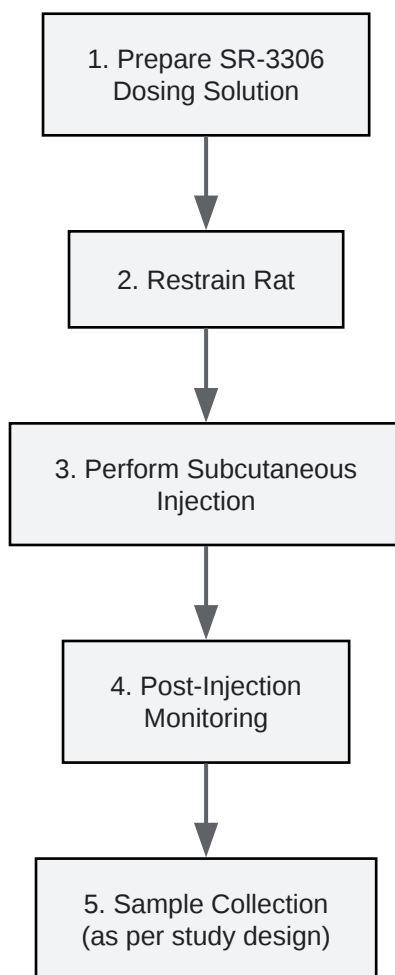 1. Prepare SR-3306
Dosing Solution
2. Restrain Rat
3. Perform Subcutaneous
Injection
4. Post-Injection
Monitoring
5. Sample Collection
(as per study design)